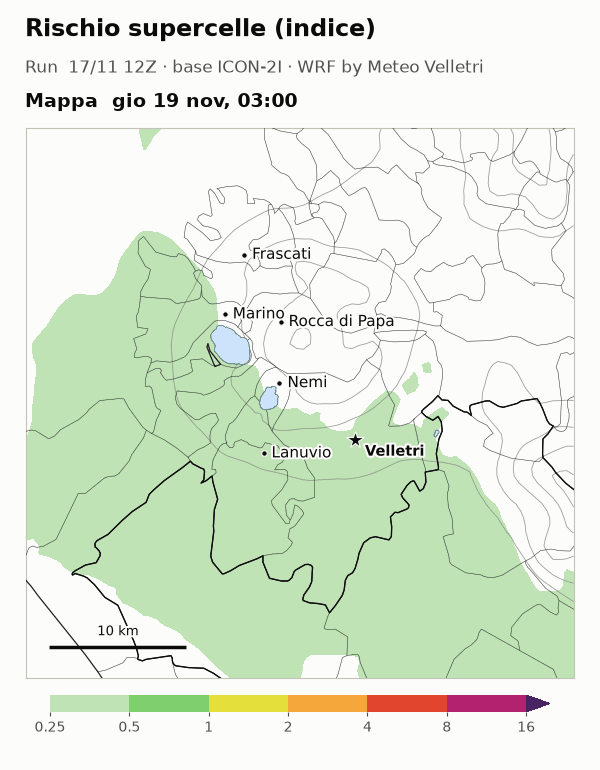 Rischio supercelle (indice)
Run  17/11 12Z · base ICON-2I · WRF by Meteo Velletri
Mappa  gio 19 nov, 03:00
Frascati
Marino
Rocca di Papa
Nemi
Velletri
Lanuvio
10 km
0.25 0.5 1 2 4 8 16